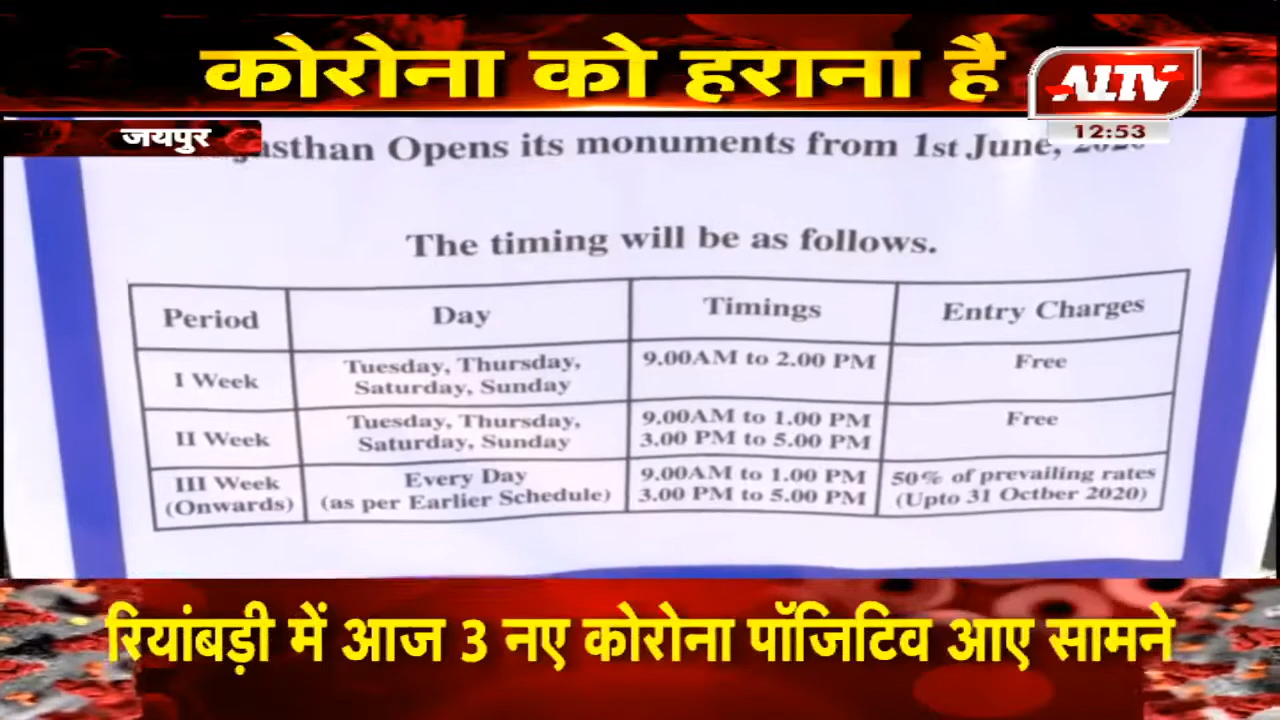 कोरोना को हराना है
ALTV
12:53
जयपुर
Opens its monuments from 1st June,
The timing will be as follows.
Period Day Timings Entry Charges
I Week Tuesday, Thursday, Saturday, Sunday 9.00AM to 2.00 PM Free
II Week Tuesday, Thursday, Saturday, Sunday 9.00AM to 1.00 PM 3.00 PM to 5.00 PM Free
III Week (Onwards) Every Day (as per Earlier Schedule) 9.00AM to 1.00 PM 3.00 PM to 5.00 PM 50% of prevailing rates (Upto 31 Octber 2020)
रियांबड़ी में आज 3 नए कोरोना पॉजिटिव आए सामने